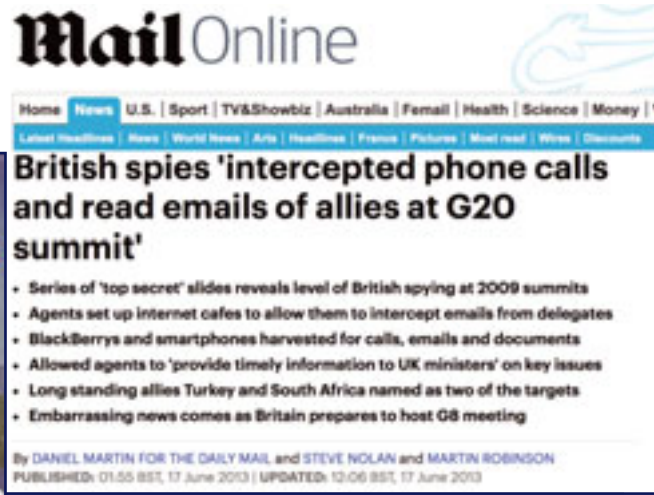 Mail Online
Home News U.S. | Sport | TV&Showbiz | Australia | Femail | Health | Science | Money |
Latest Headlines | News | World News | Arts | Headlines | France | Pictures | Most read | Wires | Discounts
British spies 'intercepted phone calls
and read emails of allies at G20
summit'
• Series of 'top secret' slides reveals level of British spying at 2009 summits
• Agents set up internet cafes to allow them to intercept emails from delegates
• BlackBerrys and smartphones harvested for calls, emails and documents
• Allowed agents to 'provide timely information to UK ministers' on key issues
• Long standing allies Turkey and South Africa named as two of the targets
• Embarrassing news comes as Britain prepares to host G8 meeting
By DANIEL MARTIN FOR THE DAILY MAIL and STEVE NOLAN and MARTIN ROBINSON
PUBLISHED: 01:55 BST, 17 June 2013 | UPDATED: 12:06 BST, 17 June 2013